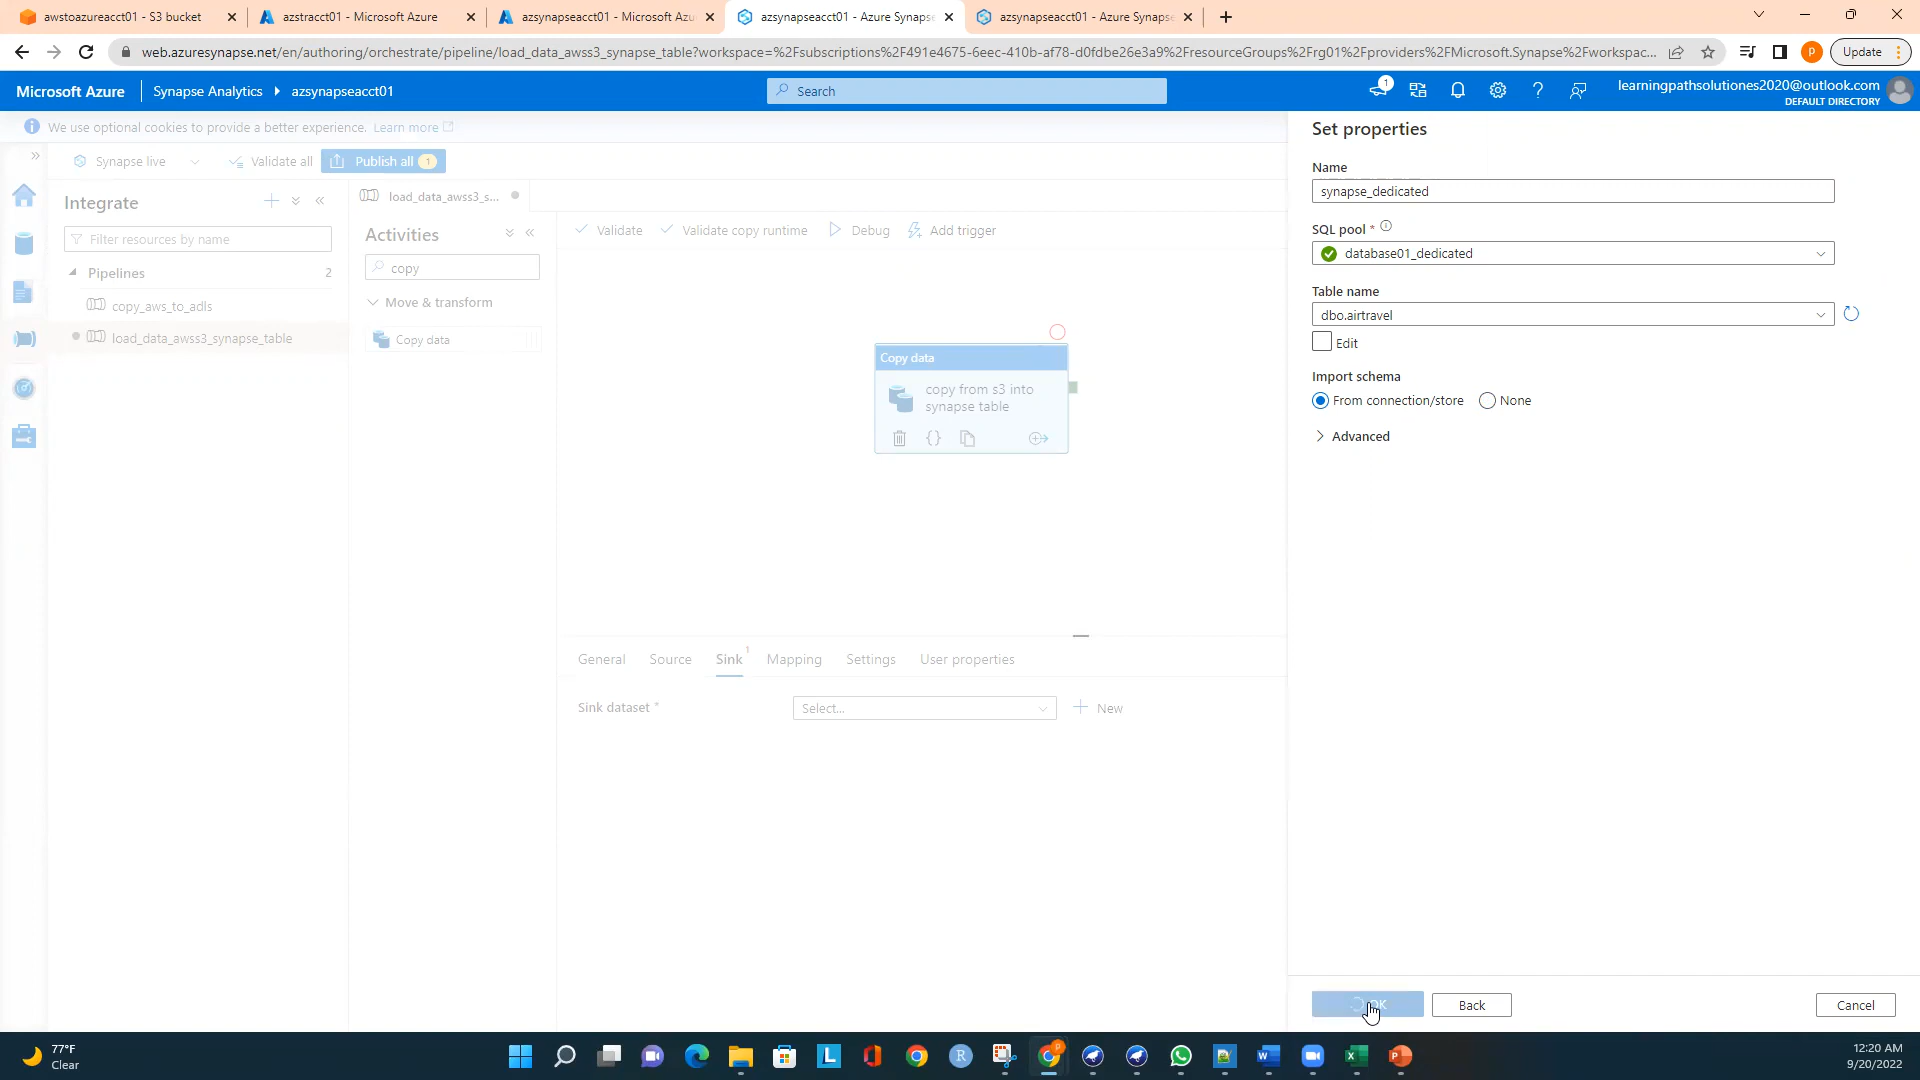 awstoazureacct01 - S3 bucket
azstracct01 - Microsoft Azure
azsynapseacct01 - Microsoft Azu
azsynapseacct01 - Azure Synapse
azsynapseacct01 - Azure Synapse
web.azuresynapse.net/en/authoring/orchestrate/pipeline/load_data_awss3_synapse_table?workspace=%2Fsubscriptions%2F491e4675-6eec-410b-af78-d0fdbe26e3a9%2FresourceGroups%2Frg01%2Fproviders%2FMicrosoft.Synapse%2Fworkspac...
P
Update
Microsoft Azure
Synapse Analytics
azsynapseacct01
Search
1
learningpathsolutiones2020@outlook.com
DEFAULT DIRECTORY
We use optional cookies to provide a better experience. Learn more
Synapse live
Validate all
Publish all 1
Integrate
Filter resources by name
Pipelines 2
copy_aws_to_adls
load_data_awss3_synapse_table
load_data_awss3_s...
Activities
copy
Move & transform
Copy data
Validate
Validate copy runtime
Debug
Add trigger
Copy data
copy from s3 into
synapse table
General
Source
Sink 1
Mapping
Settings
User properties
Sink dataset *
Select...
New
Set properties
Name
synapse_dedicated
SQL pool *
database01_dedicated
Table name
dbo.airtravel
Edit
Import schema
From connection/store
None
Advanced
OK
Back
Cancel
77°F
Clear
12:20 AM
9/20/2022